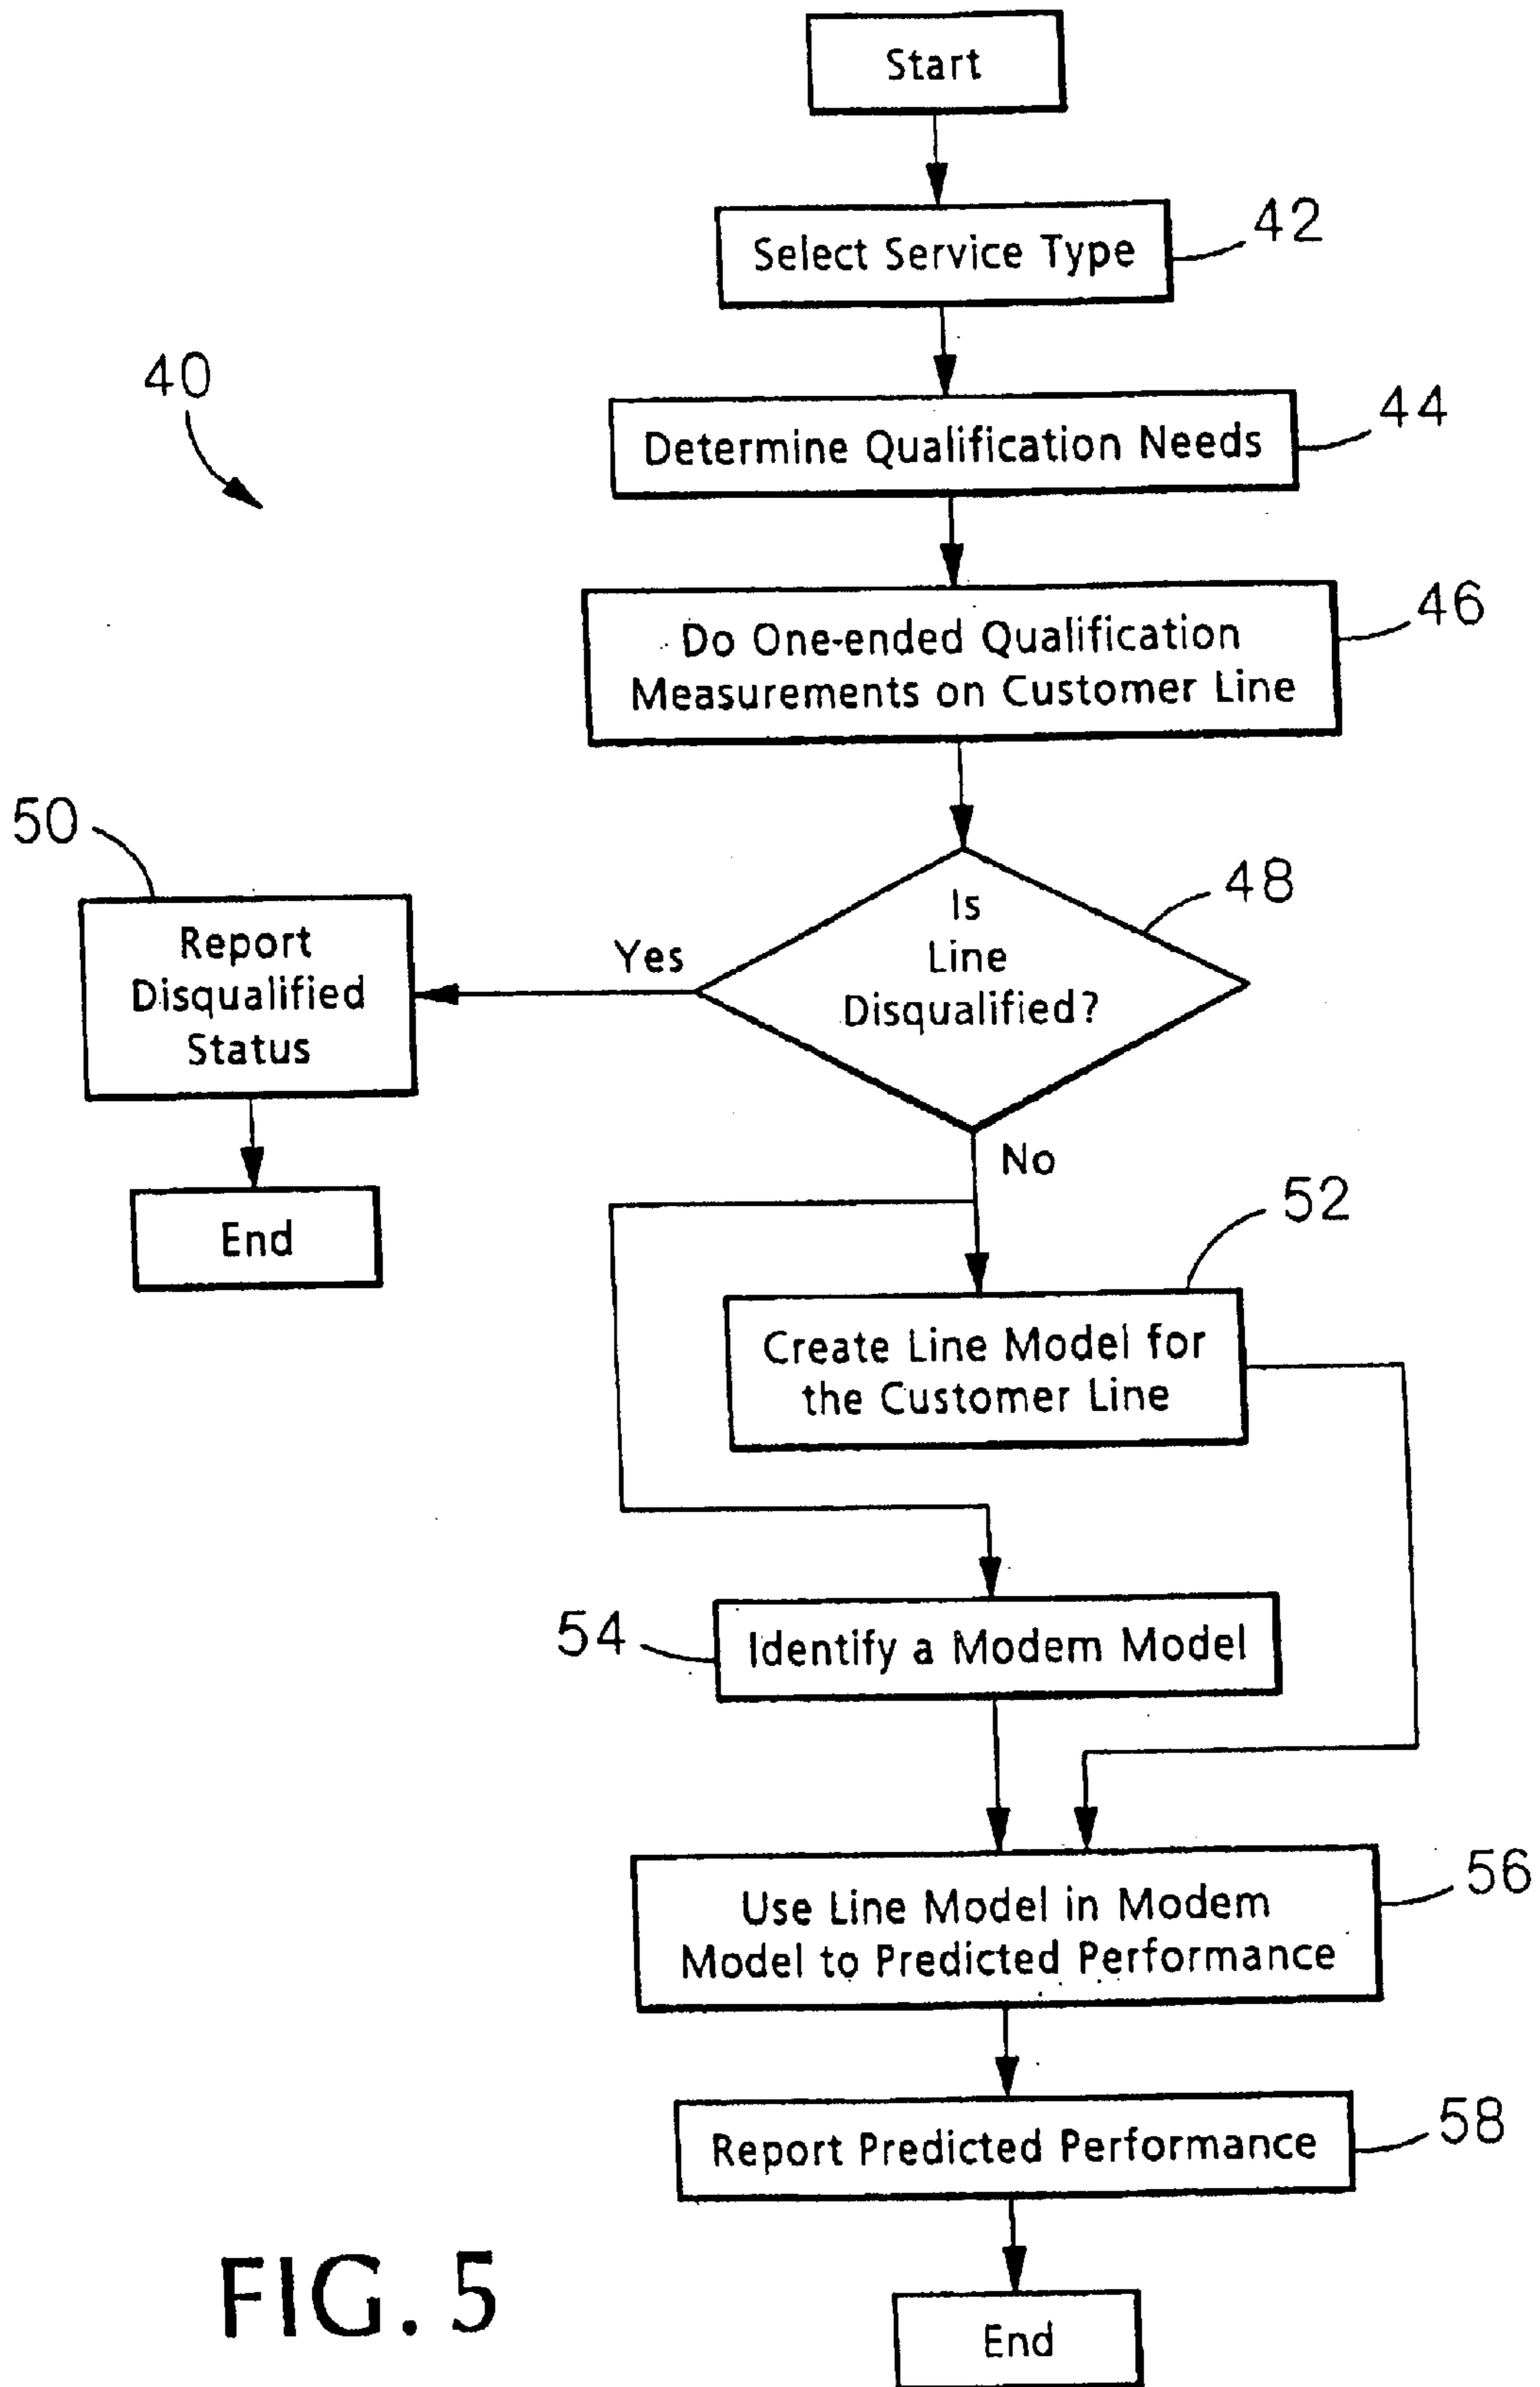 Start
Select Service Type
42
40
Determine Qualification Needs
44
Do One-ended Qualification
Measurements on Customer Line
46
50
Report
Disqualified
Status
Yes
Is
Line
Disqualified?
48
End
No
52
Create Line Model for
the Customer Line
54
Identify a Modem Model
Use Line Model in Modem
Model to Predicted Performance
56
Report Predicted Performance
58
End
FIG. 5